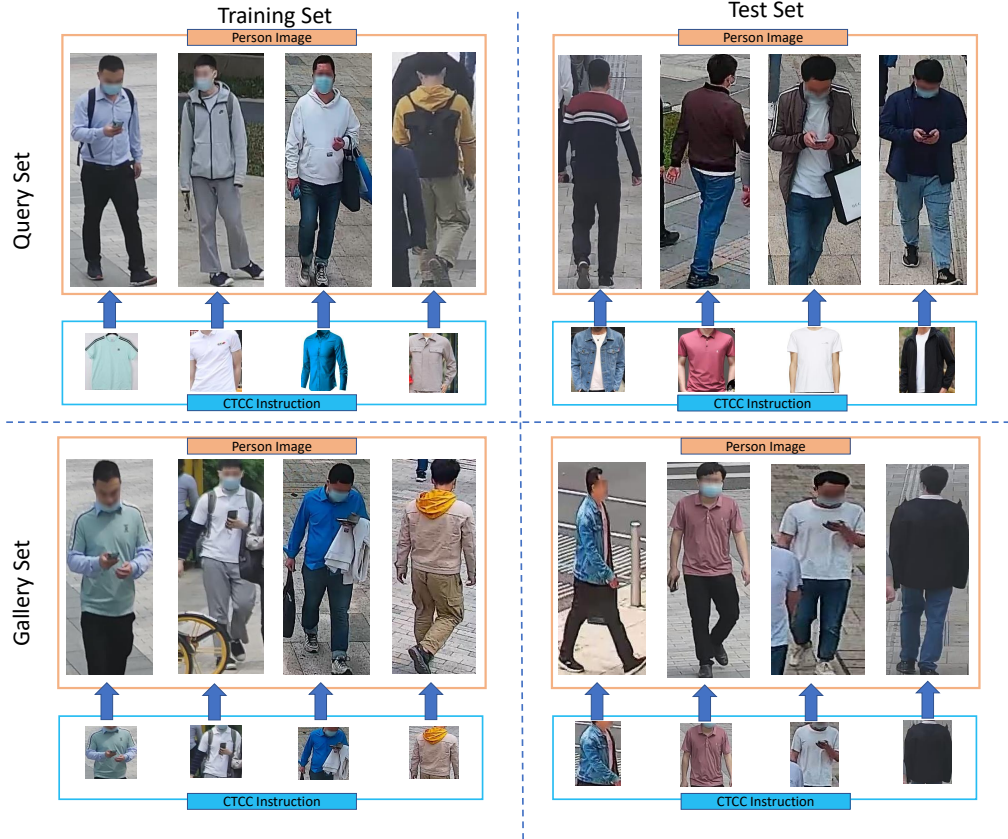 Training Set
Test Set
Person Image
Person Image
Query Set
CTCC Instruction
CTCC Instruction
Person Image
Person Image
Gallery Set
CTCC Instruction
CTCC Instruction